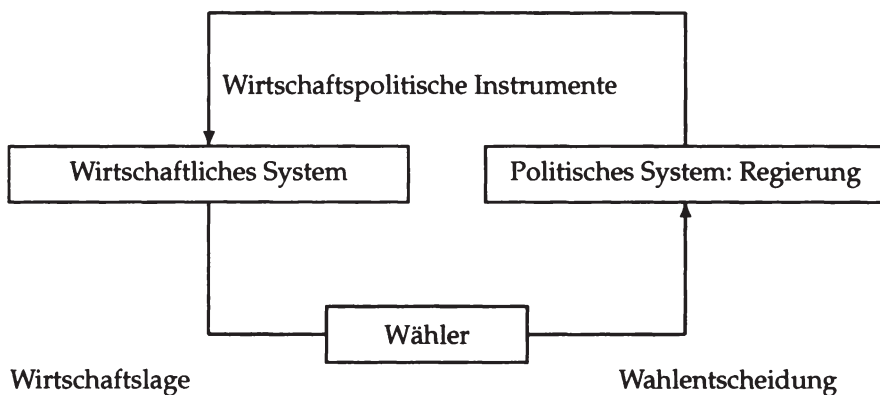 Wirtschaftspolitische Instrumente
Wirtschaftliches System
Politisches System: Regierung
Wähler
Wirtschaftslage
Wahlentscheidung